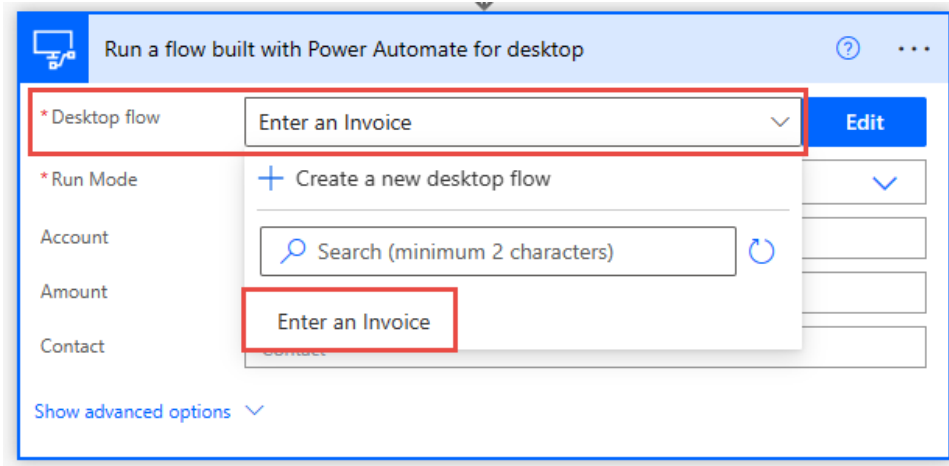 Run a flow built with Power Automate for desktop
* Desktop flow
Enter an Invoice
Edit
* Run Mode
+ Create a new desktop flow
Account
Search (minimum 2 characters)
Amount
Enter an Invoice
Contact
Contact
Show advanced options